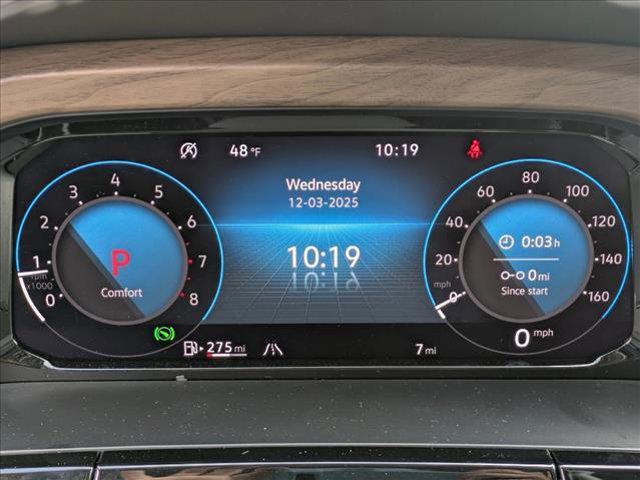 48 °F
10:19
Wednesday
12-03-2025
10:19
0
1
2
3
4
5
6
7
8
rpm
x1000
P
Comfort
0
20
40
60
80
100
120
140
160
mph
0:03 h
0 mi
Since start
0 mph
275 mi
7 mi